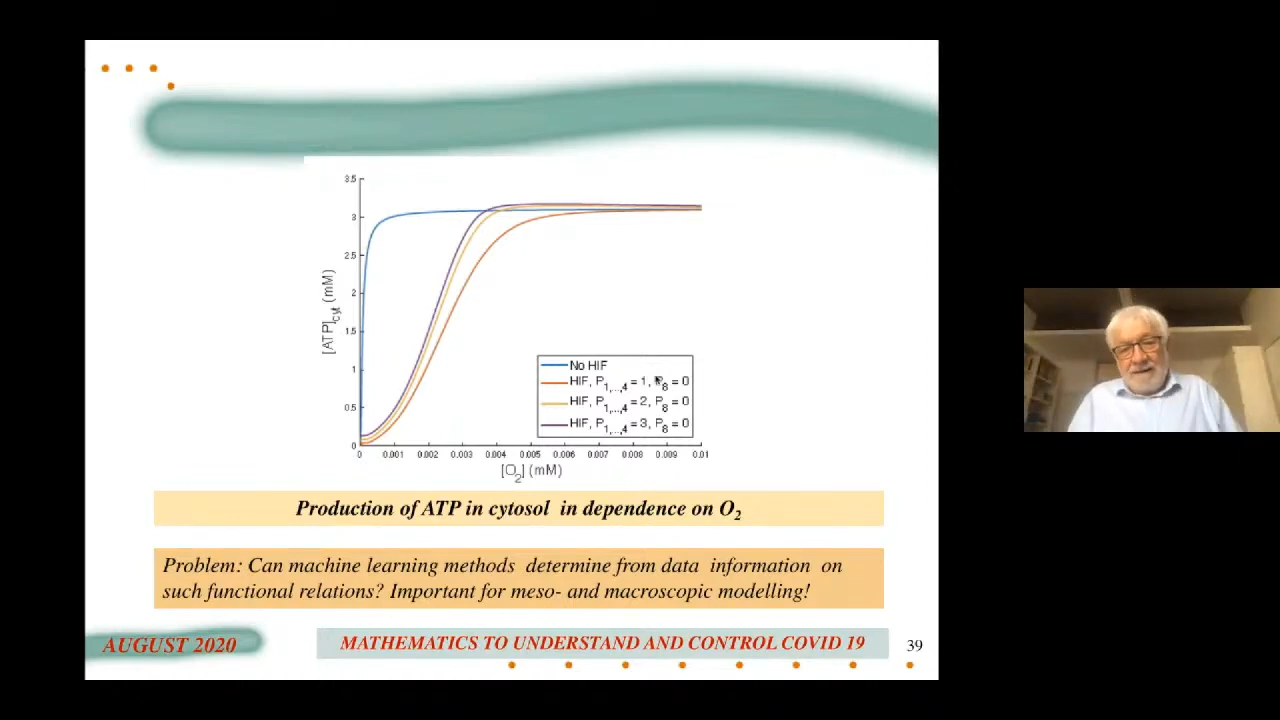 3.5
3
2.5
2
1.5
1
0.5
0
[ATP]cyt (mM)
No HIF
HIF, P1,..,4 = 1, P8 = 0
HIF, P1,..,4 = 2, P8 = 0
HIF, P1,..,4 = 3, P8 = 0
0 0.001 0.002 0.003 0.004 0.005 0.006 0.007 0.008 0.009 0.01
[O2] (mM)
Production of ATP in cytosol in dependence on O2
Problem: Can machine learning methods determine from data information on
such functional relations? Important for meso- and macroscopic modelling!
AUGUST 2020
MATHEMATICS TO UNDERSTAND AND CONTROL COVID 19
39